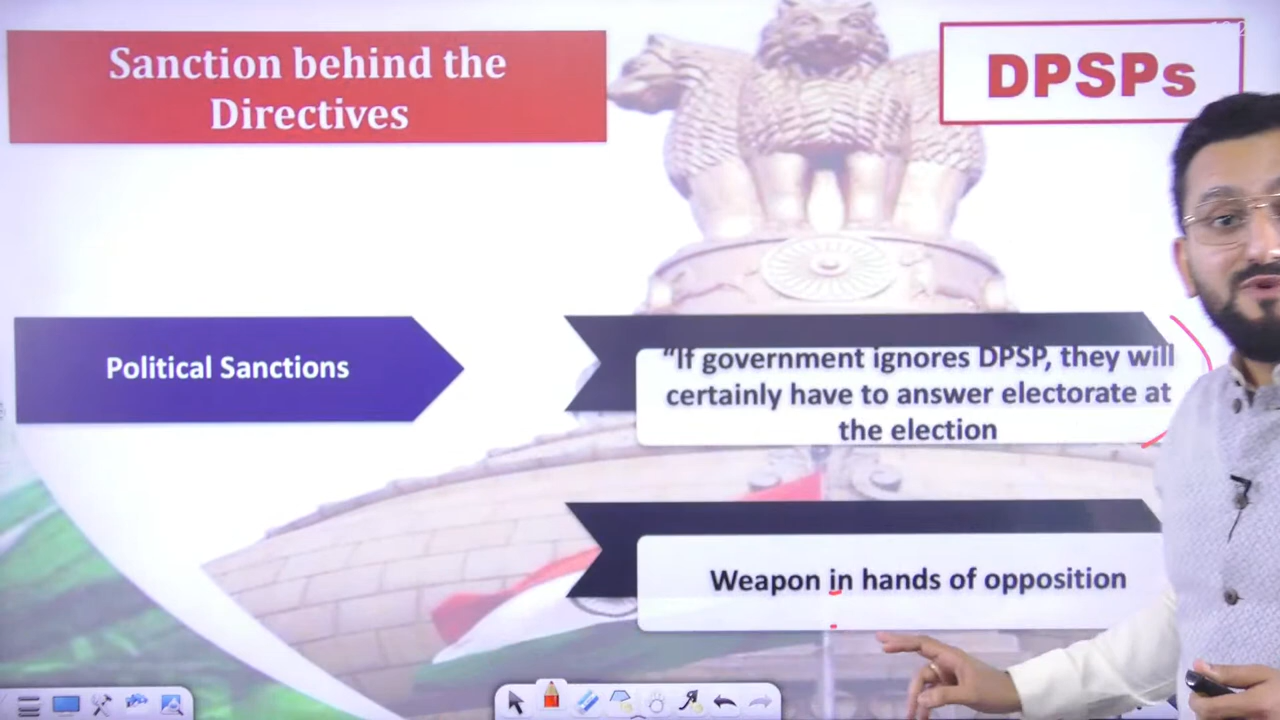 Sanction behind the
Directives
DPSPs
Political Sanctions
“If government ignores DPSP, they will
certainly have to answer electorate at
the election
Weapon in hands of opposition